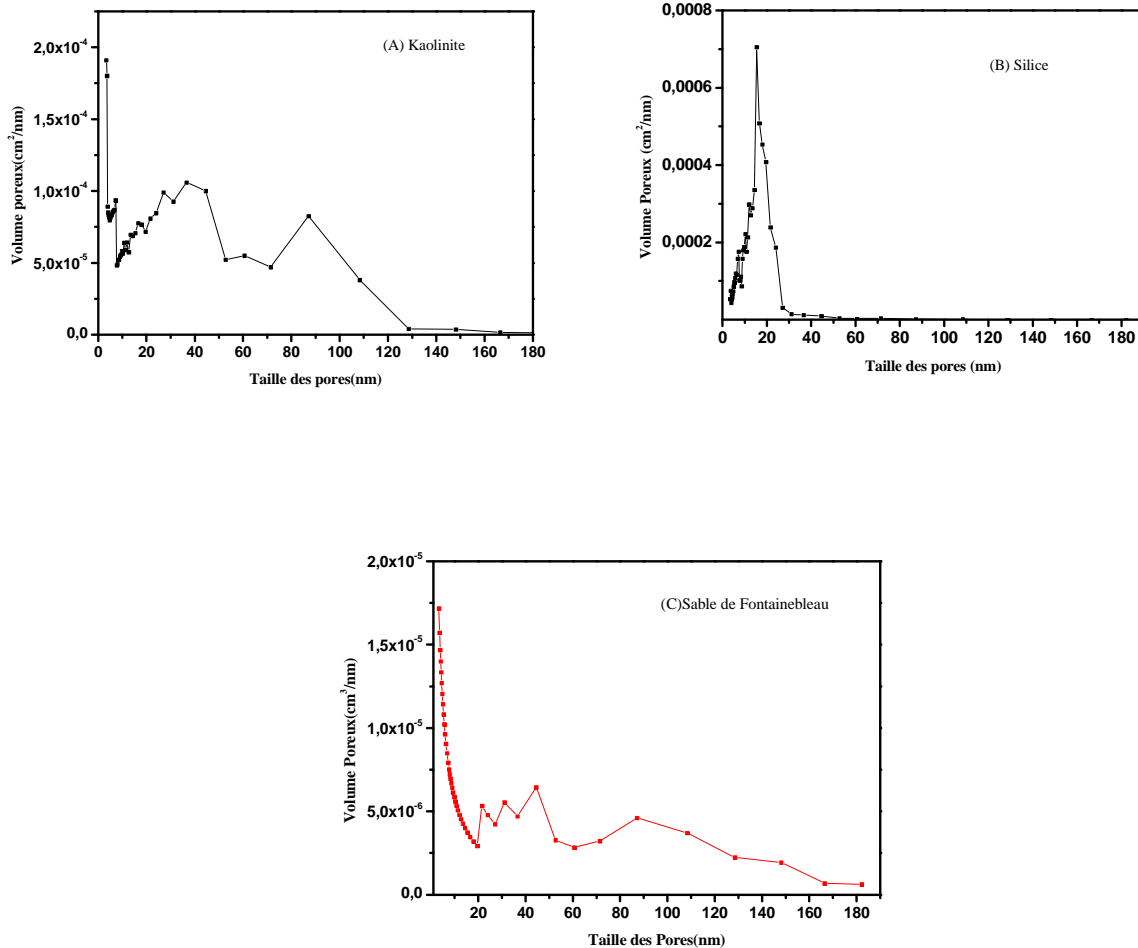 (A) Kaolinite
2,0x10-4
1,5x10-4
1,0x10-4
5,0x10-5
0,0
0 20 40 60 80 100 120 140 160 180
Volume poreux(cm2/nm)
Taille des pores(nm)
(B) Silice
0,0008
0,0006
0,0004
0,0002
0 20 40 60 80 100 120 140 160 180
Volume Poreux (cm2/nm)
Taille des pores (nm)
(C)Sable de Fontainebleau
2,0x10-5
1,5x10-5
1,0x10-5
5,0x10-6
0,0
20 40 60 80 100 120 140 160 180
Volume Poreux(cm3/nm)
Taille des Pores(nm)